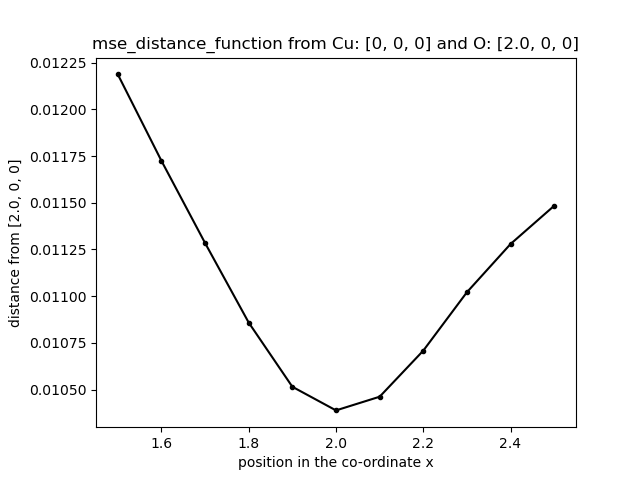 mse_distance_function from Cu: [0, 0, 0] and O: [2.0, 0, 0]
0.01225
0.01200
0.01175
0.01150
0.01125
0.01100
0.01075
0.01050
distance from [2.0, 0, 0]
1.6 1.8 2.0 2.2 2.4
position in the co-ordinate x